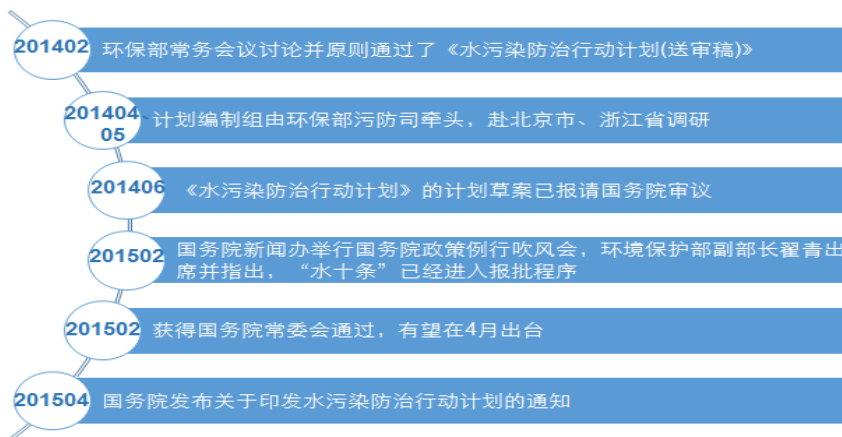 201402
环保部常务会议讨论并原则通过了《水污染防治行动计划(送审稿)》
201404、
05
计划编制组由环保部污防司牵头，赴北京市、浙江省调研
201406
《水污染防治行动计划》的计划草案已报请国务院审议
201502
国务院新闻办举行国务院政策例行吹风会，环境保护部副部长翟青出
席并指出，“水十条”已经进入报批程序
201502
获得国务院常委会通过，有望在4月出台
201504
国务院发布关于印发水污染防治行动计划的通知